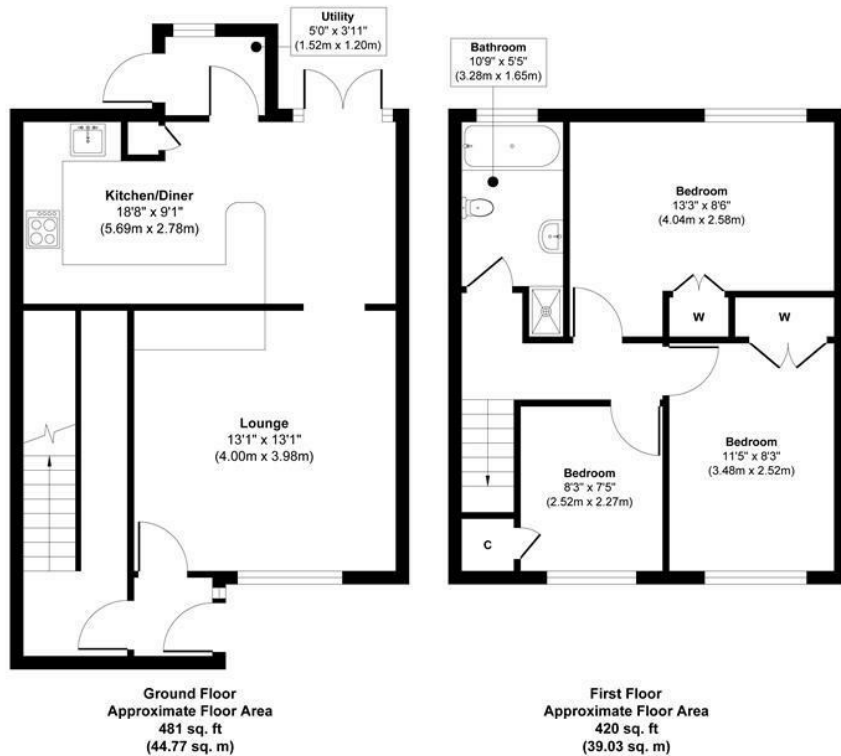 Utility
5'0" x 3'11"
(1.52m x 1.20m)
Kitchen/Diner
18'8" x 9'1"
(5.69m x 2.78m)
Lounge
13'1" x 13'1"
(4.00m x 3.98m)
Ground Floor
Approximate Floor Area
481 sq. ft
(44.77 sq. m)
Bathroom
10'9" x 5'5"
(3.28m x 1.65m)
Bedroom
13'3" x 8'6"
(4.04m x 2.58m)
W
W
Bedroom
11'5" x 8'3"
(3.48m x 2.52m)
Bedroom
8'3" x 7'5"
(2.52m x 2.27m)
C
First Floor
Approximate Floor Area
420 sq. ft
(39.03 sq. m)